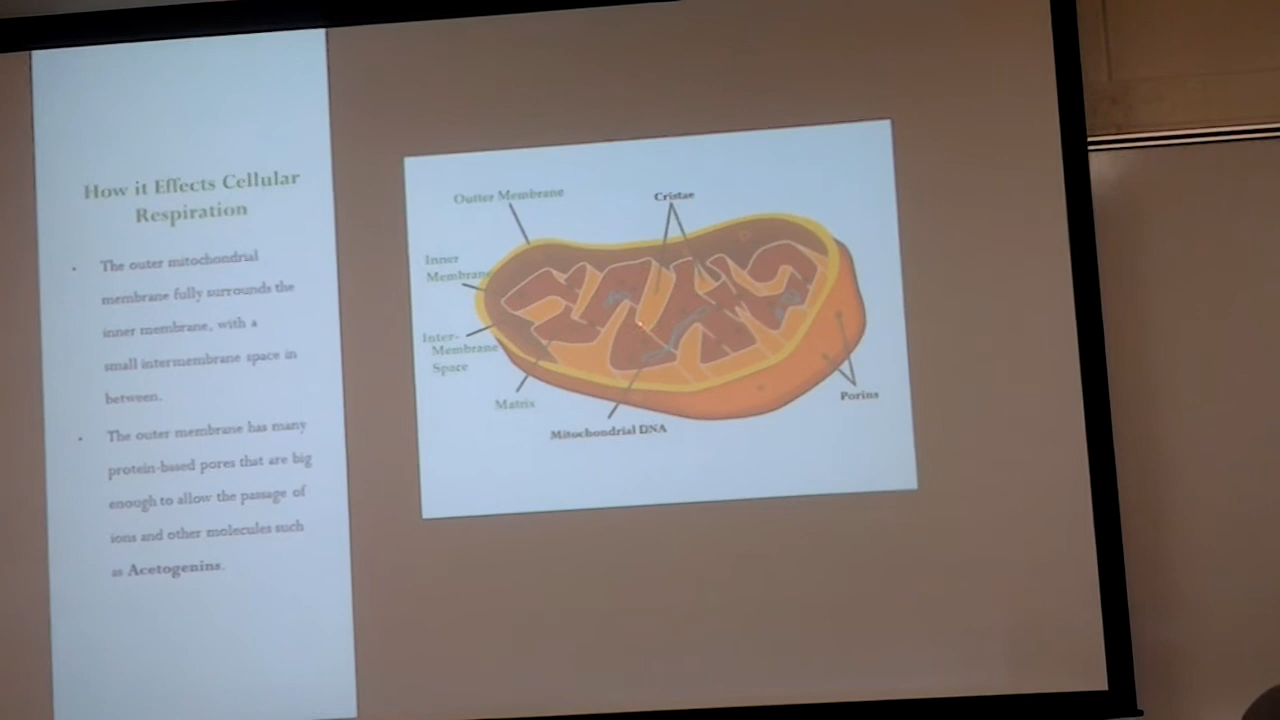 How it Effects Cellular
Respiration
The outer mitochondrial
membrane fully surrounds the
inner membrane, with a
small intermembrane space in
between.
The outer membrane has many
protein-based pores that are big
enough to allow the passage of
ions and other molecules such
as Acetogenins.
Outter Membrane
Cristae
Inner
Membrane
Inter-
Membrane
Space
Matrix
Mitochondrial DNA
Porins